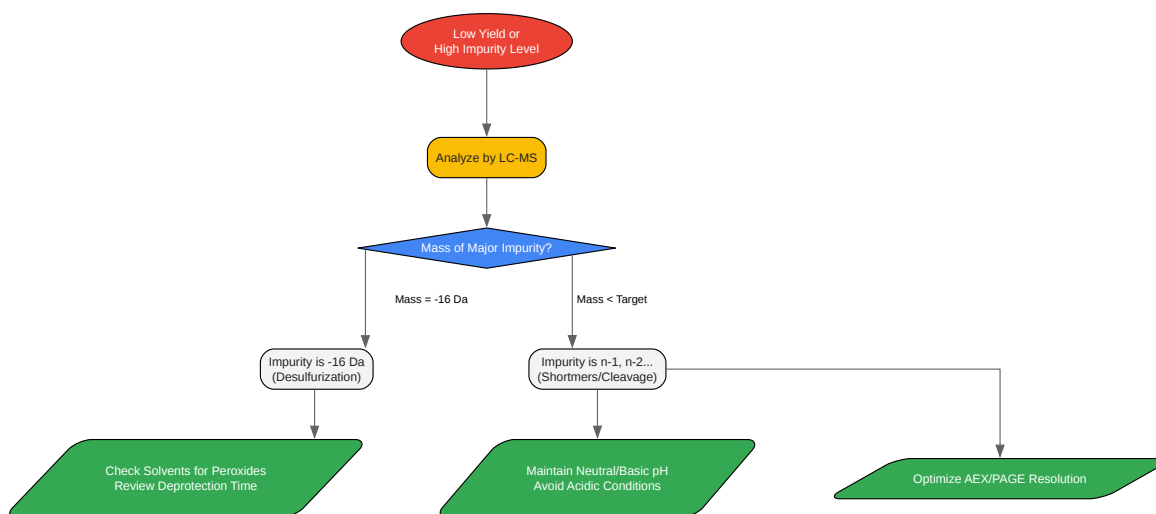 Low Yield or
High Impurity Level
Analyze by LC-MS
Mass of Major Impurity?
Mass = -16 Da
Mass < Target
Impurity is -16 Da
(Desulfurization)
Impurity is n-1, n-2...
(Shortmers/Cleavage)
Check Solvents for Peroxides
Review Deprotection Time
Maintain Neutral/Basic pH
Avoid Acidic Conditions
Optimize AEX/PAGE Resolution